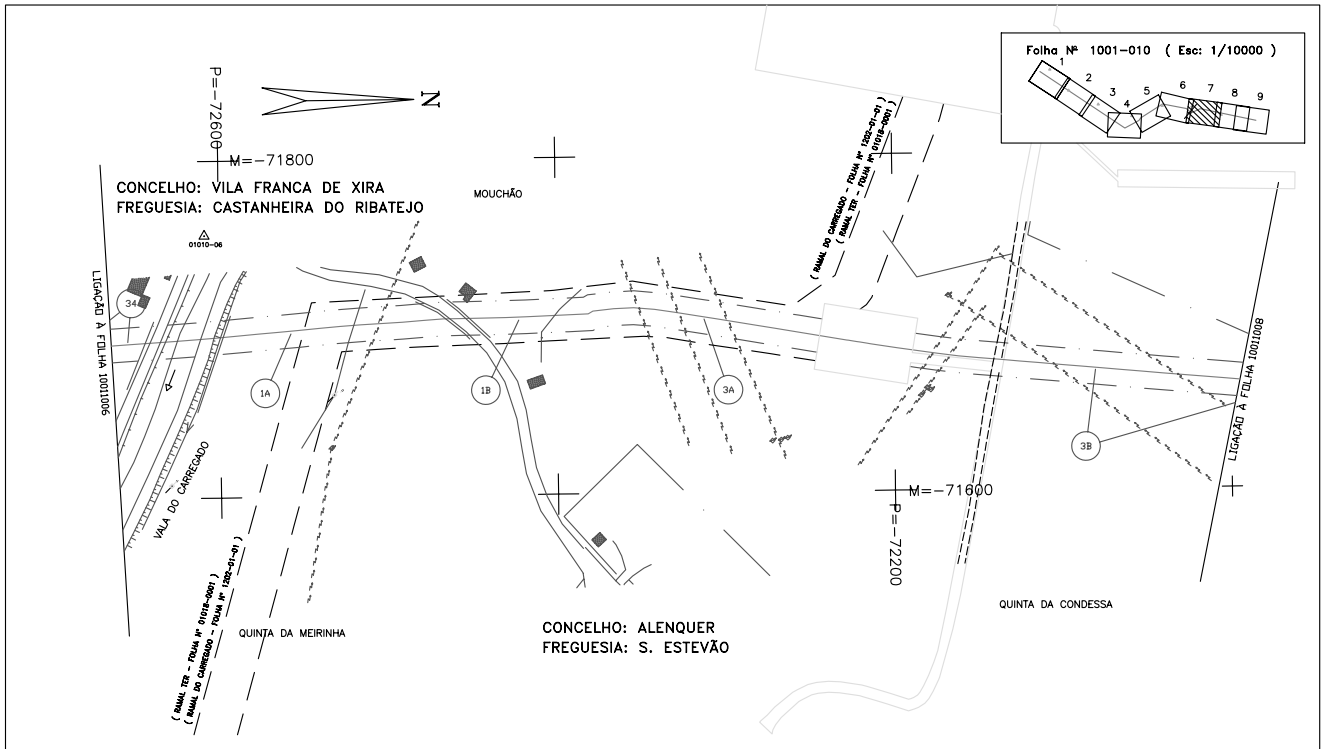 Folha Nº 1001-010 ( Esc: 1/10000 )
1
2
3
4
5
6
7
8
9
P=-72600
M=-71800
N
CONCELHO: VILA FRANCA DE XIRA
FREGUESIA: CASTANHEIRA DO RIBATEJO
MOUCHÃO
01010-06
( RAMAL DO CARREGADO - FOLHA Nº 1202-01-01 )
( RAMAL TER - FOLHA Nº 01018-0001 )
LIGAÇÃO À FOLHA 10011006
34
1A
1B
3A
3B
LIGAÇÃO À FOLHA 10011008
VALA DO CARREGADO
M=-71600
P=-72200
( RAMAL TER - FOLHA Nº 01018-0001 )
( RAMAL DO CARREGADO - FOLHA Nº 1202-01-01 )
QUINTA DA MEIRINHA
CONCELHO: ALENQUER
FREGUESIA: S. ESTEVÃO
QUINTA DA CONDESSA